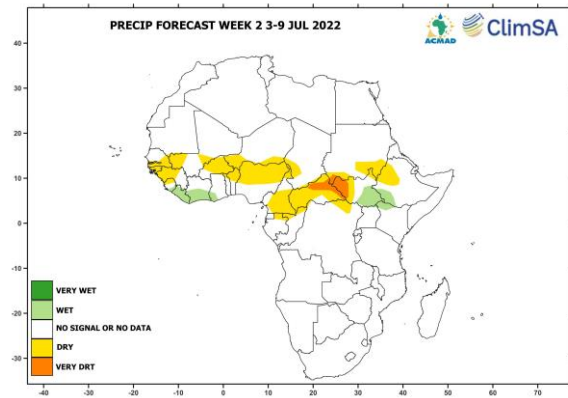 PRECIP FORECAST WEEK 2 3-9 JUL 2022
ACMAD
ClimSA
40
30
20
10
0
-10
-20
-30
VERY WET
WET
NO SIGNAL OR NO DATA
DRY
VERY DRT
-40 -30 -20 -10 0 10 20 30 40 50 60 70